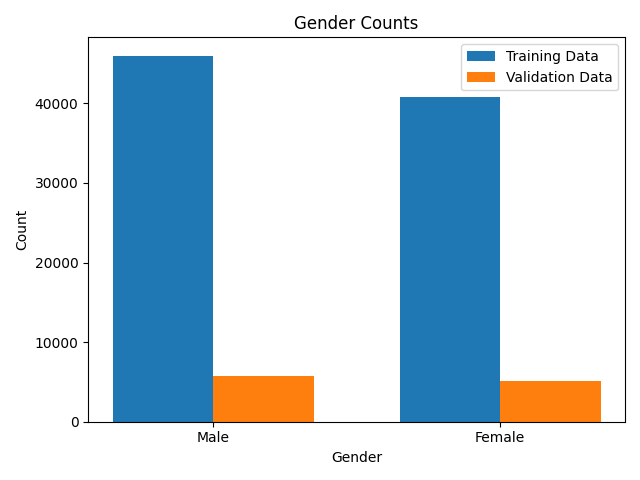 Gender Counts
Training Data
Validation Data
40000
30000
20000
10000
0
Count
Male
Female
Gender